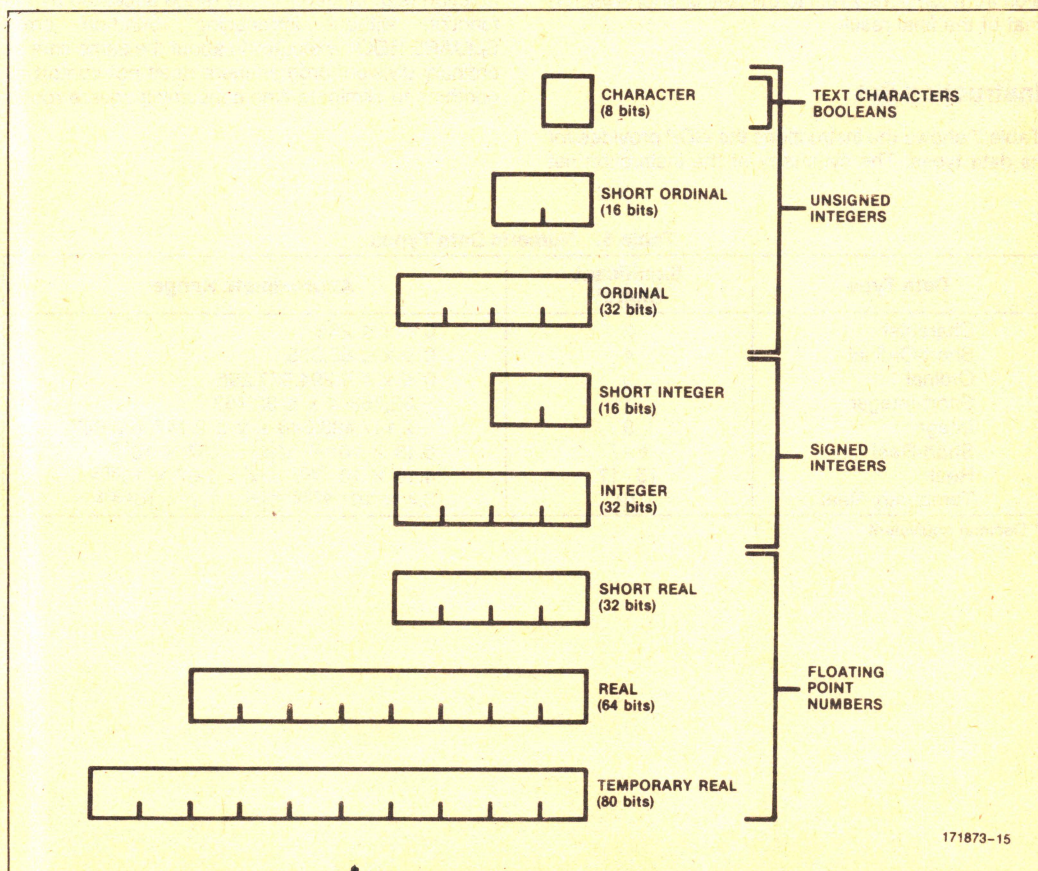 CHARACTER
(8 bits)
TEXT CHARACTERS
BOOLEANS
SHORT ORDINAL
(16 bits)
UNSIGNED
INTEGERS
ORDINAL
(32 bits)
SHORT INTEGER
(16 bits)
SIGNED
INTEGERS
INTEGER
(32 bits)
SHORT REAL
(32 bits)
REAL
(64 bits)
FLOATING
POINT
NUMBERS
TEMPORARY REAL
(80 bits)
171873-15